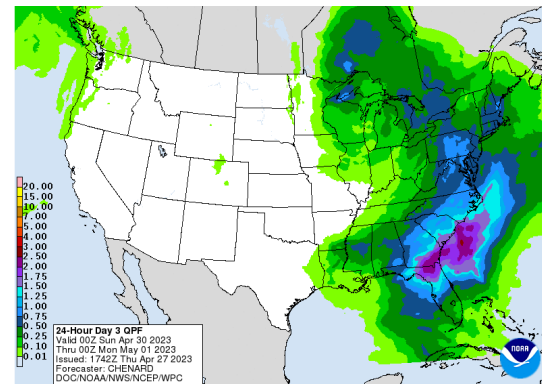 20.00
15.00
10.00
5.00
4.00
3.00
2.50
2.00
1.75
1.50
1.25
1.00
0.75
0.50
0.25
0.10
0.01
24-Hour Day 3 QPF
Valid 00Z Sun Apr 30 2023
Thru 00Z Mon May 01 2023
Issued: 1742Z Thu Apr 27 2023
Forecaster: CHENARD
DOC/NOAA/NWS/NCEP/WPC
NOAA